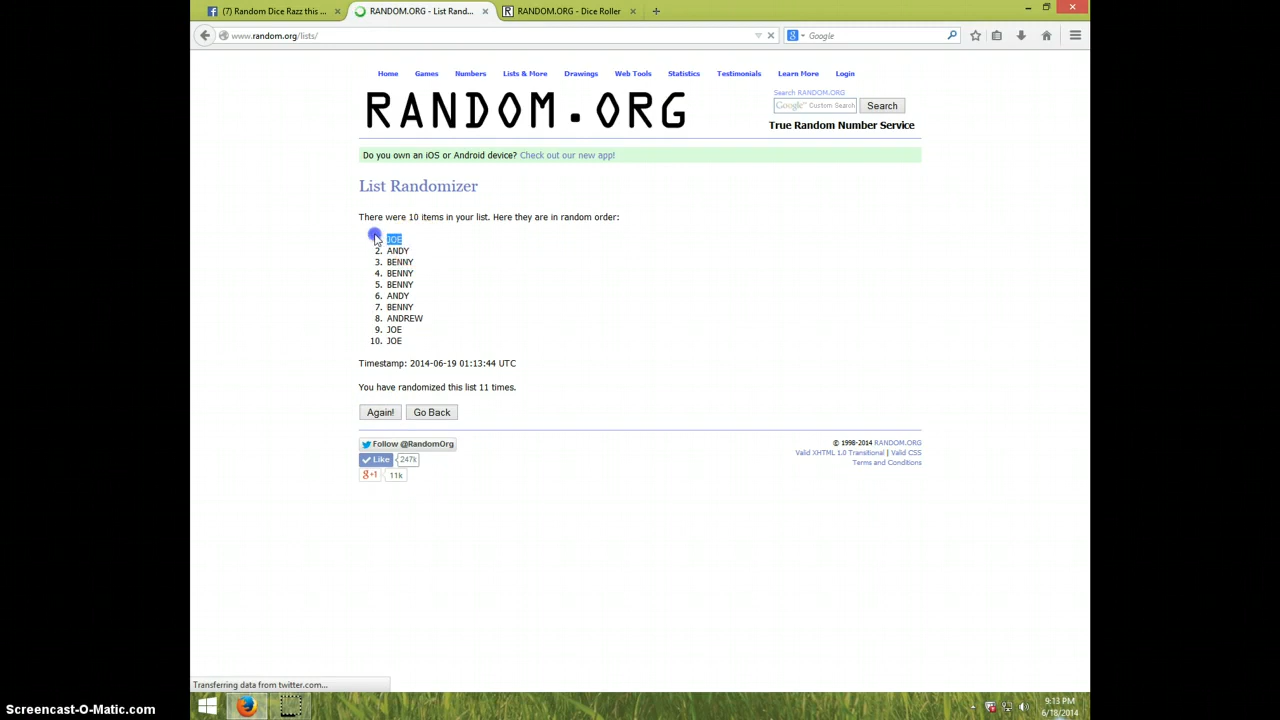 (7) Random Dice Razz this ...
RANDOM.ORG - List Rand...
RANDOM.ORG - Dice Roller
www.random.org/lists/
Google
Home Games Numbers Lists & More Drawings Web Tools Statistics Testimonials Learn More Login
RANDOM.ORG
Search RANDOM.ORG
Google™ Custom Search
Search
True Random Number Service
Do you own an iOS or Android device? Check out our new app!
List Randomizer
There were 10 items in your list. Here they are in random order:
JOE
2. ANDY
3. BENNY
4. BENNY
5. BENNY
6. ANDY
7. BENNY
8. ANDREW
9. JOE
10. JOE
Timestamp: 2014-06-19 01:13:44 UTC
You have randomized this list 11 times.
Again! Go Back
Follow @RandomOrg
Like 247k
+1 11k
© 1998-2014 RANDOM.ORG
Valid XHTML 1.0 Transitional | Valid CSS
Terms and Conditions
Transferring data from twitter.com...
9:13 PM
6/18/2014
Screencast-O-Matic.com